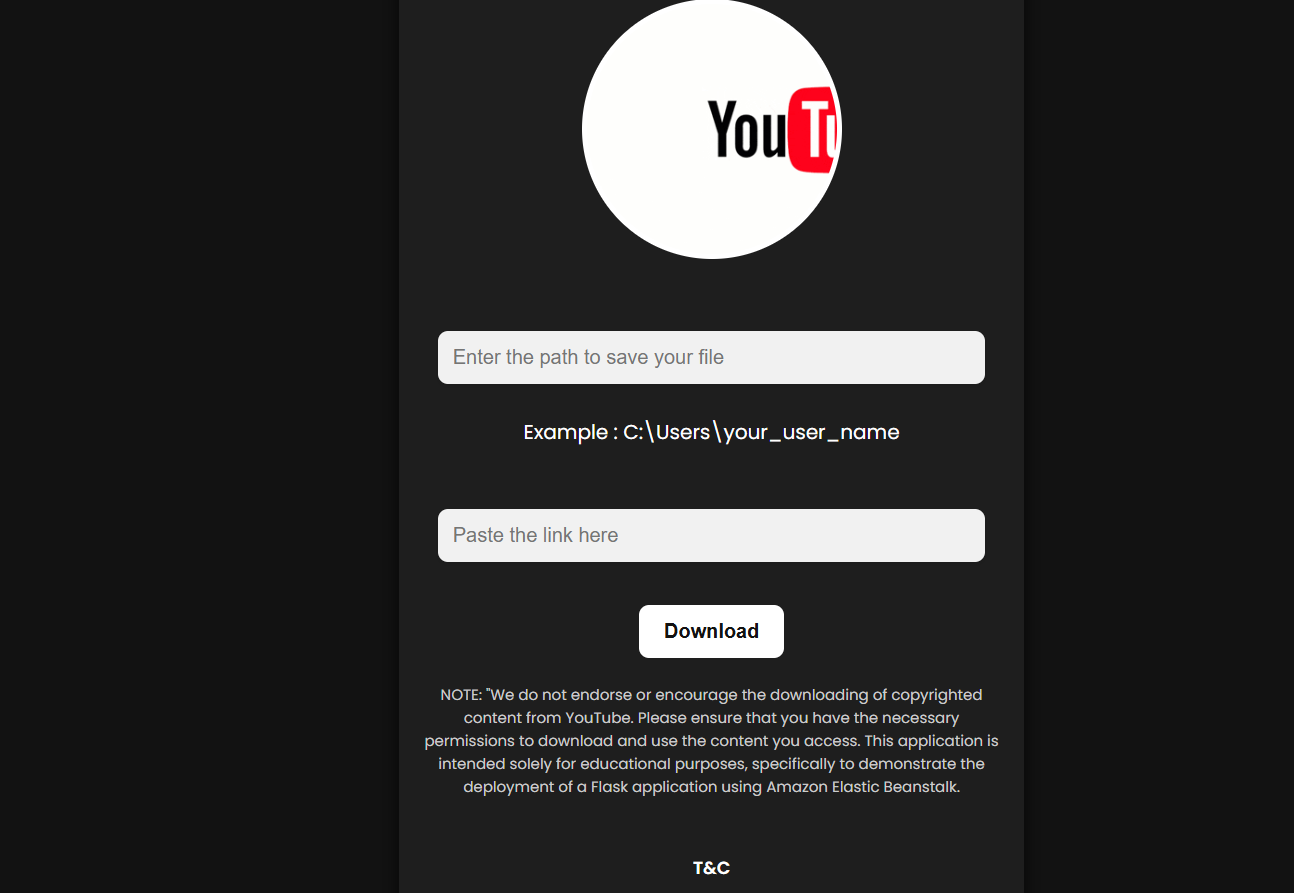 YouTu
Enter the path to save your file
Example : C:\Users\your_user_name
Paste the link here
Download
NOTE: "We do not endorse or encourage the downloading of copyrighted
content from YouTube. Please ensure that you have the necessary
permissions to download and use the content you access. This application is
intended solely for educational purposes, specifically to demonstrate the
deployment of a Flask application using Amazon Elastic Beanstalk.
T&C